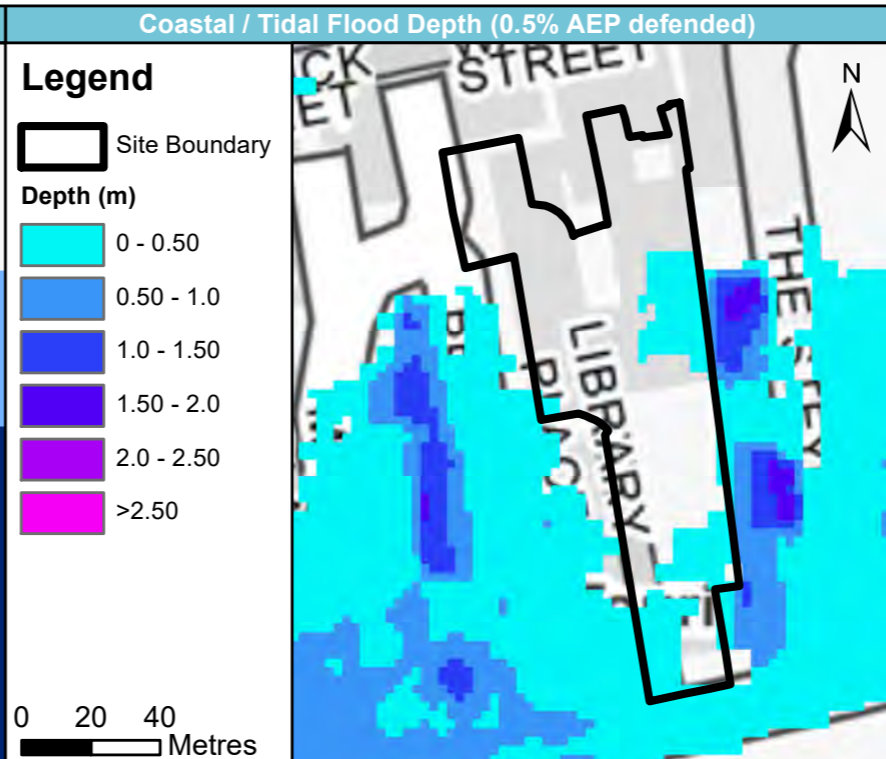 Coastal / Tidal Flood Depth (0.5% AEP defended)
Legend
Site Boundary
Depth (m)
0 - 0.50
0.50 - 1.0
1.0 - 1.50
1.50 - 2.0
2.0 - 2.50
>2.50
0 20 40
Metres
N
STREET
LIBRARY
THE